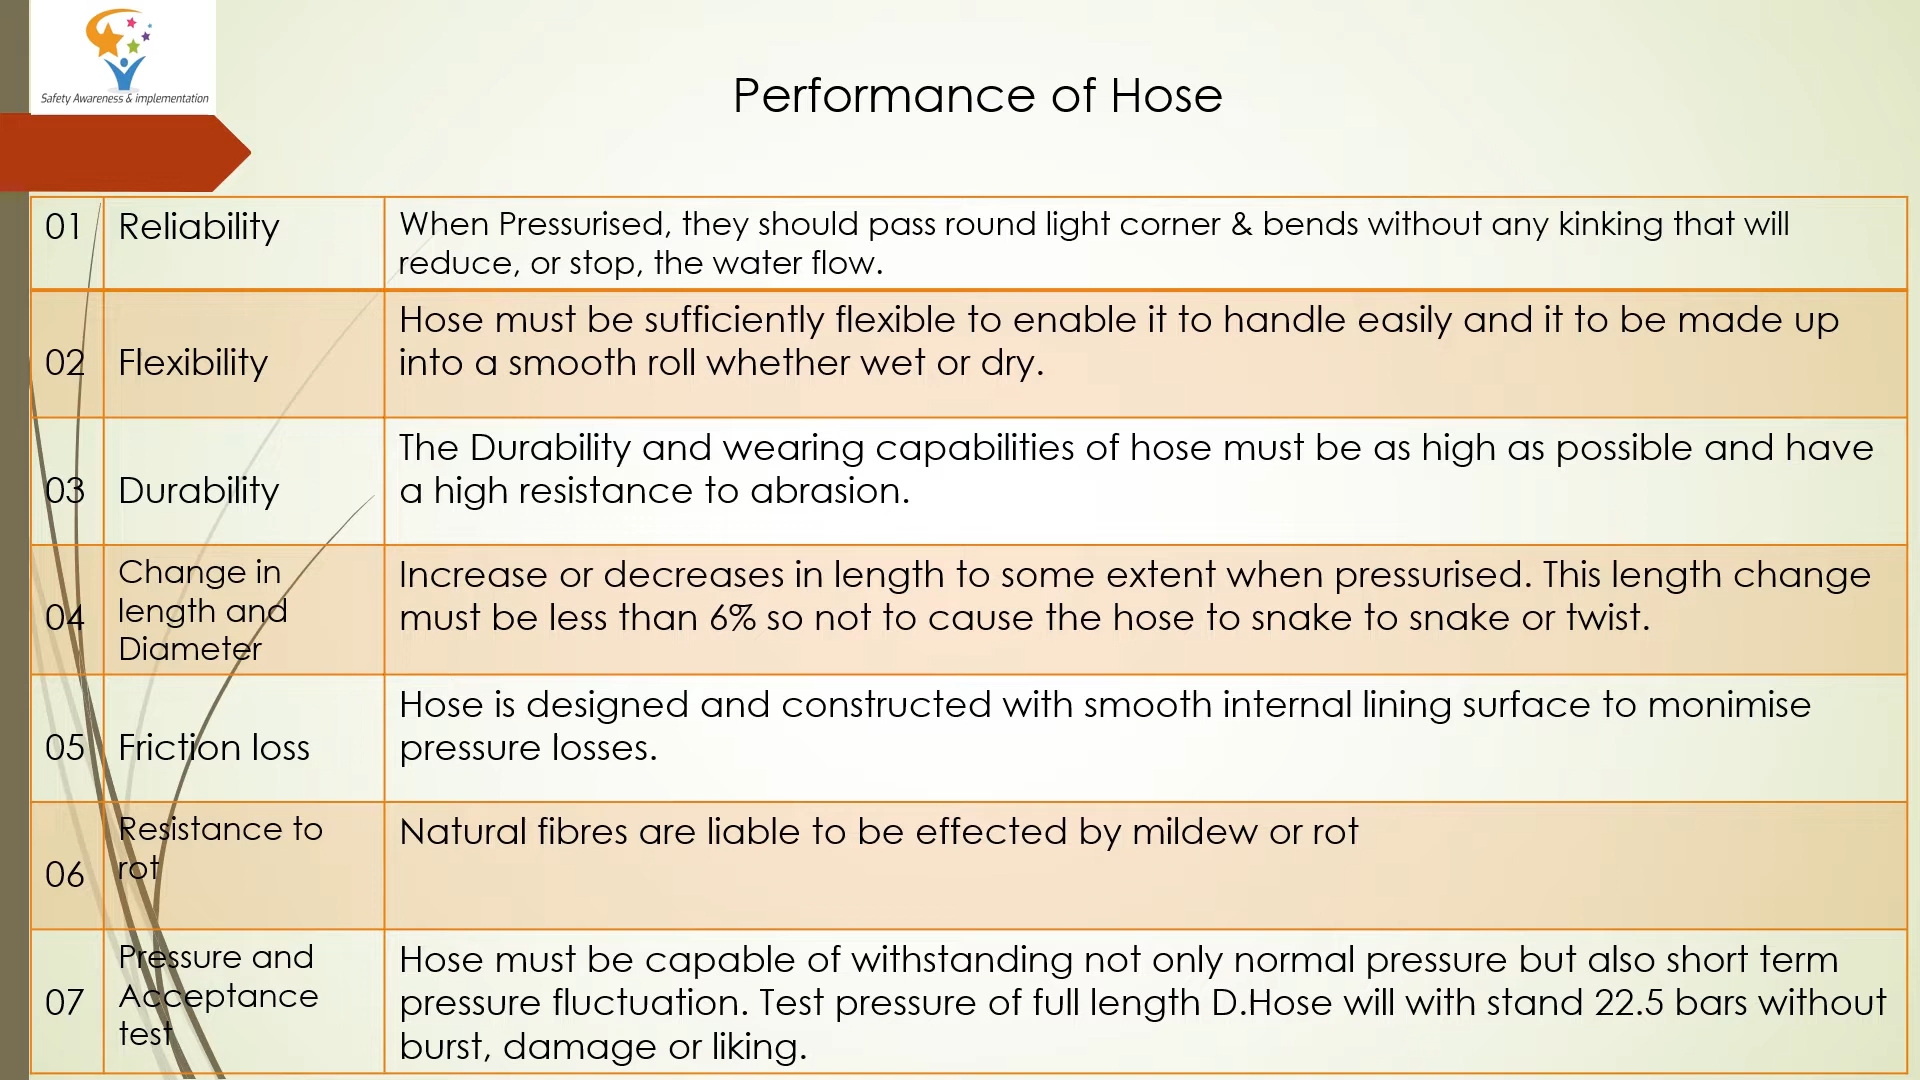 Safety Awareness & implementation
Performance of Hose
01
Reliability
When Pressurised, they should pass round light corner & bends without any kinking that will
reduce, or stop, the water flow.
02
Flexibility
Hose must be sufficiently flexible to enable it to handle easily and it to be made up
into a smooth roll whether wet or dry.
03
Durability
The Durability and wearing capabilities of hose must be as high as possible and have
a high resistance to abrasion.
04
Change in
length and
Diameter
Increase or decreases in length to some extent when pressurised. This length change
must be less than 6% so not to cause the hose to snake to snake or twist.
05
Friction loss
Hose is designed and constructed with smooth internal lining surface to monimise
pressure losses.
06
Resistance to
rot
Natural fibres are liable to be effected by mildew or rot
07
Pressure and
Acceptance
test
Hose must be capable of withstanding not only normal pressure but also short term
pressure fluctuation. Test pressure of full length D.Hose will with stand 22.5 bars without
burst, damage or liking.